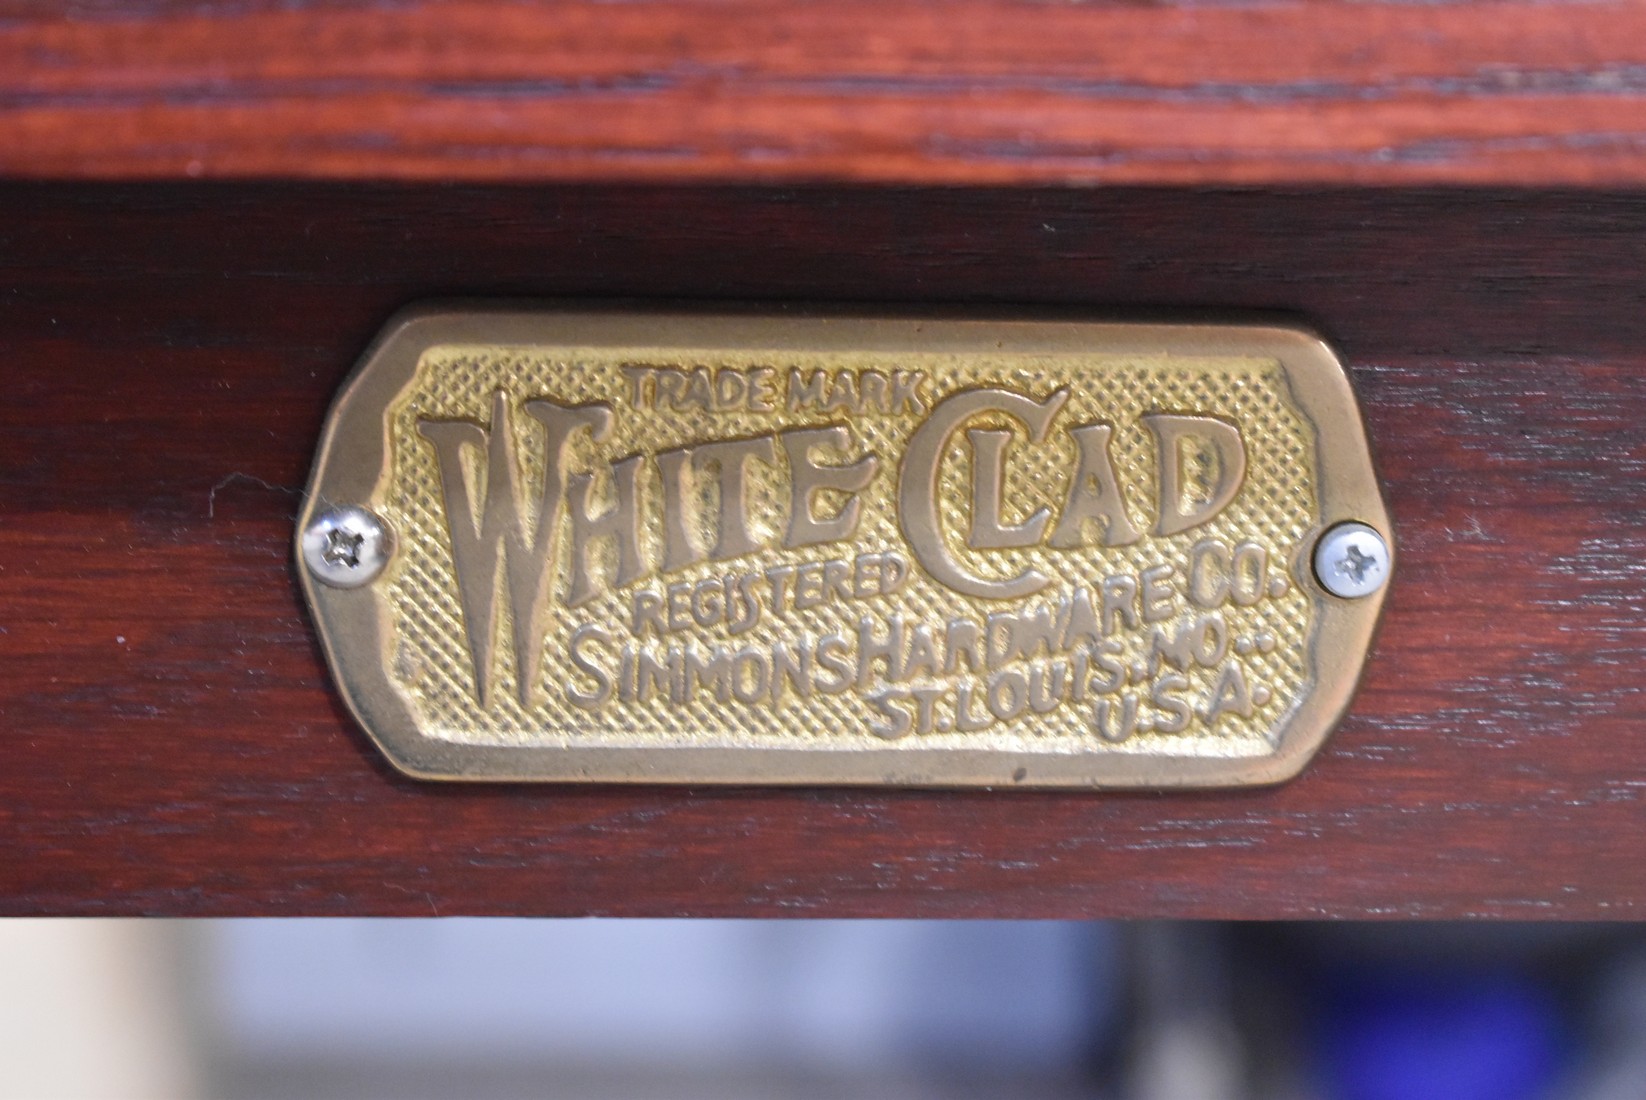 TRADE MARK
WHITE CLAD
REGISTERED
SIMMONS HARDWARE CO.
ST. LOUIS. MO--
U.S.A.